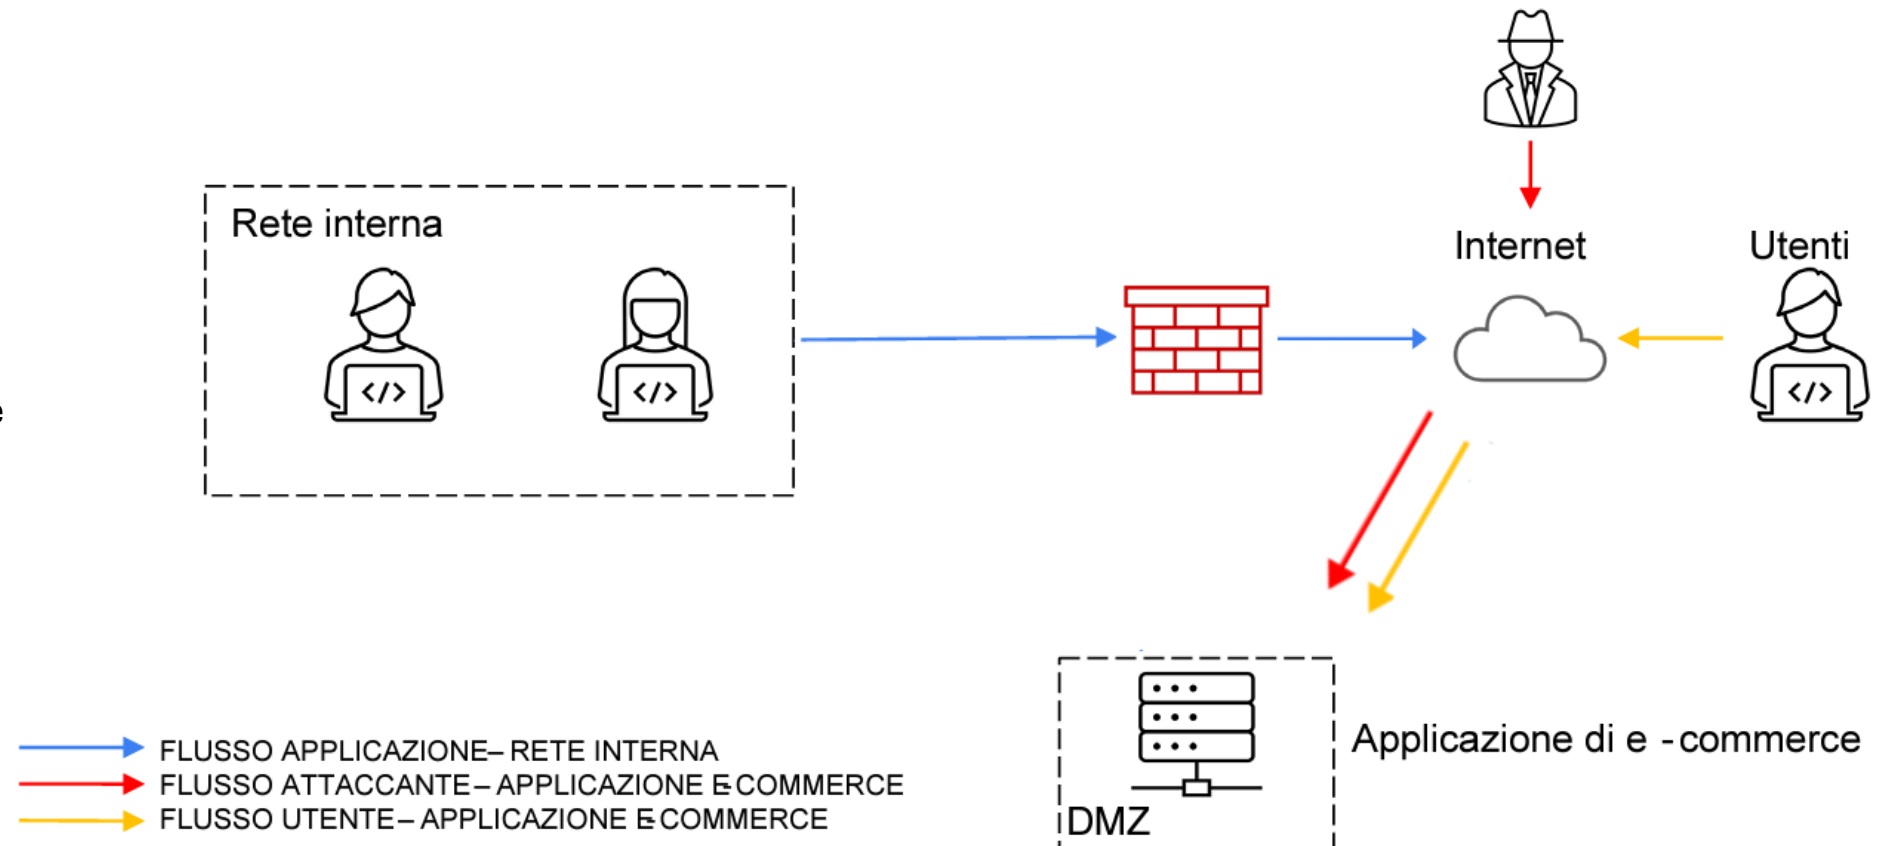 Internet
Utenti
Rete interna
</>
</>
</>
e
Applicazione di e -commerce
FLUSSO APPLICAZIONE– RETE INTERNA
FLUSSO ATTACCANTE– APPLICAZIONE E-COMMERCE
FLUSSO UTENTE– APPLICAZIONE E-COMMERCE
DMZ